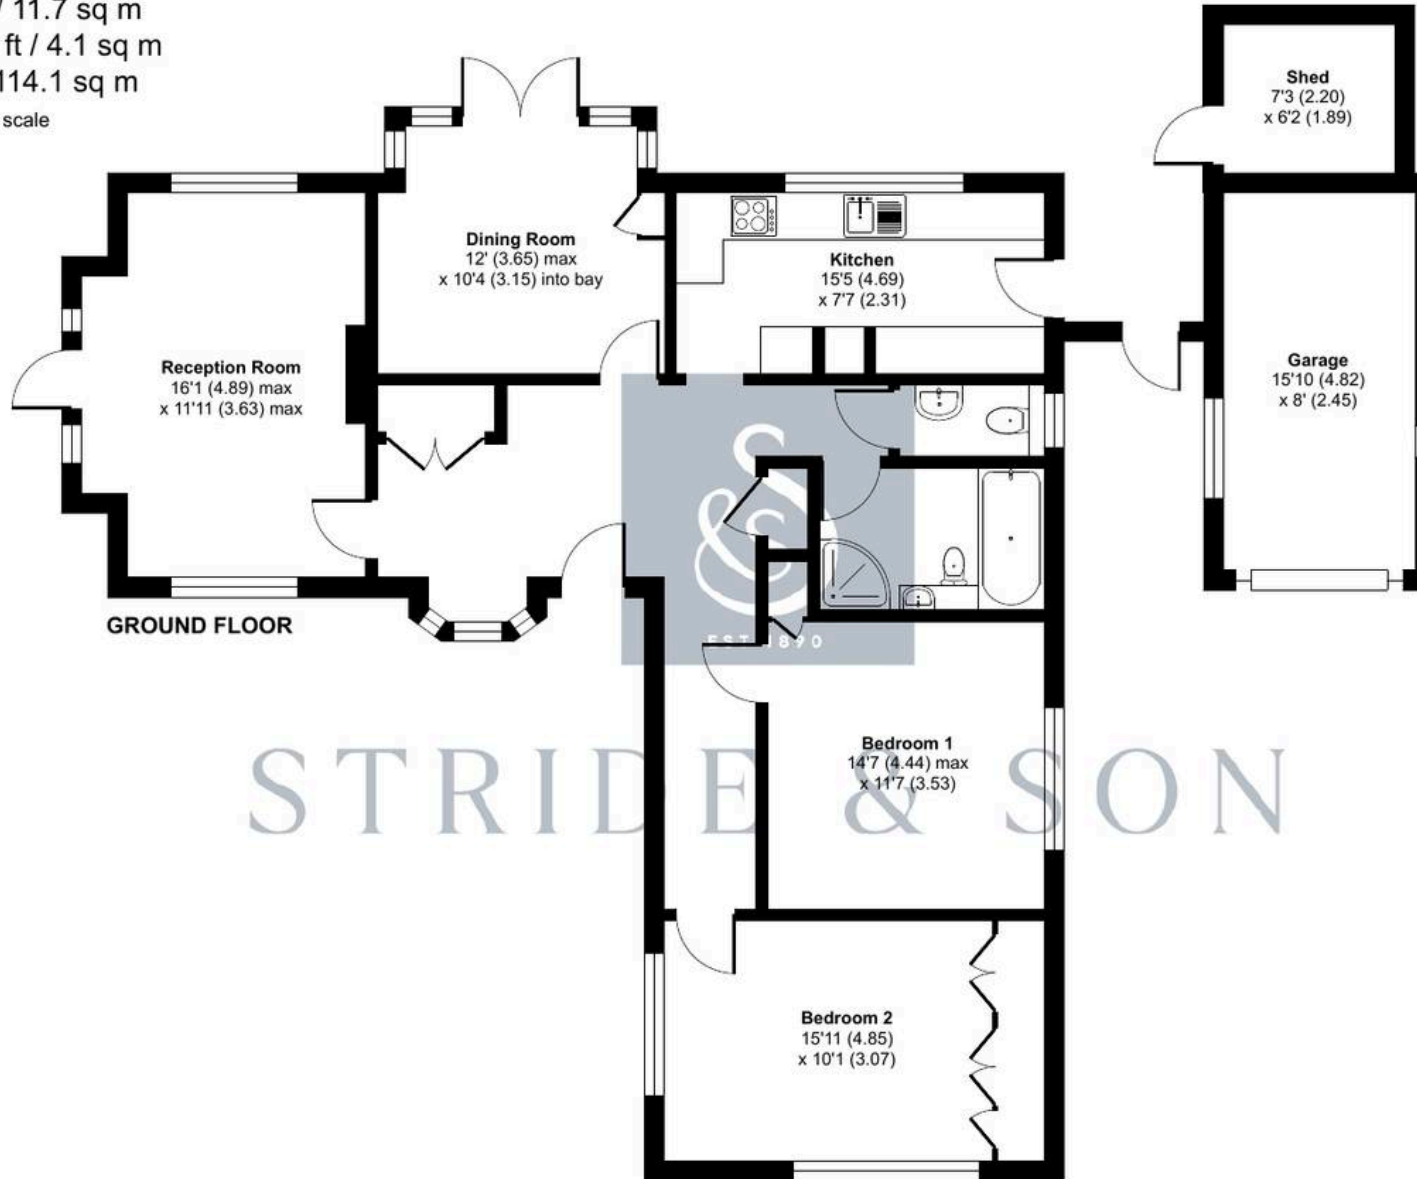 / 11.7 sq m
ft / 4.1 sq m
114.1 sq m
scale
Shed
7'3 (2.20)
x 6'2 (1.89)
Dining Room
12' (3.65) max
x 10'4 (3.15) into bay
Kitchen
15'5 (4.69)
x 7'7 (2.31)
Reception Room
16'1 (4.89) max
x 11'11 (3.63) max
Garage
15'10 (4.82)
x 8' (2.45)
GROUND FLOOR
S&S
EST 1890
Bedroom 1
14'7 (4.44) max
x 11'7 (3.53)
STRIDE & SON
Bedroom 2
15'11 (4.85)
x 10'1 (3.07)